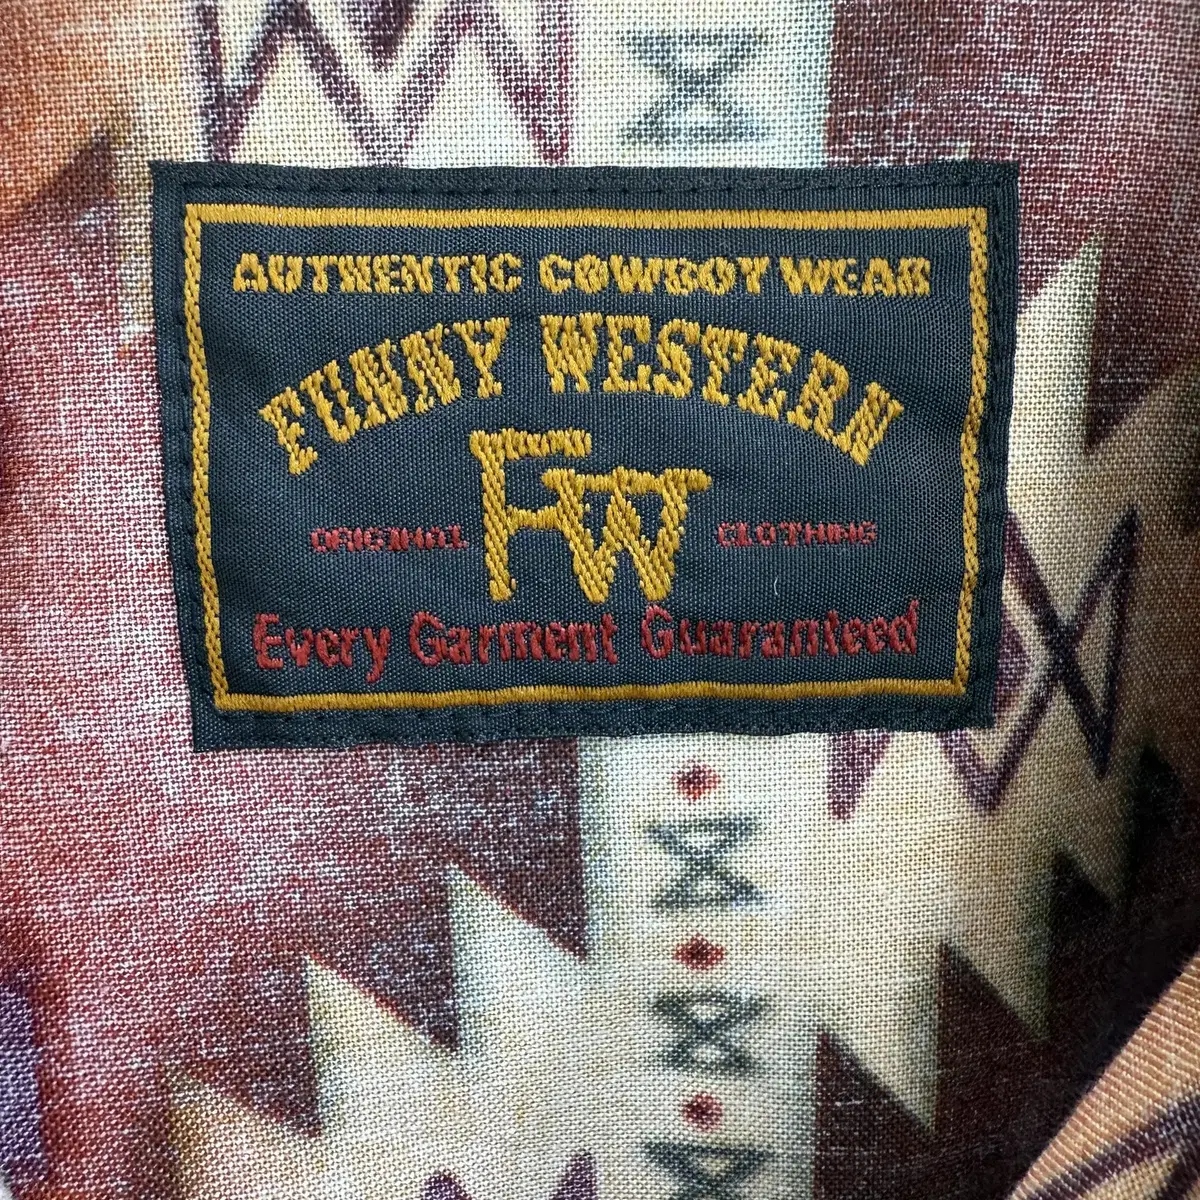 AUTHENTIC COWBOY WEAR
FUNNY WESTERN
FW
ORIGINAL CLOTHING
Every Garment Guaranteed